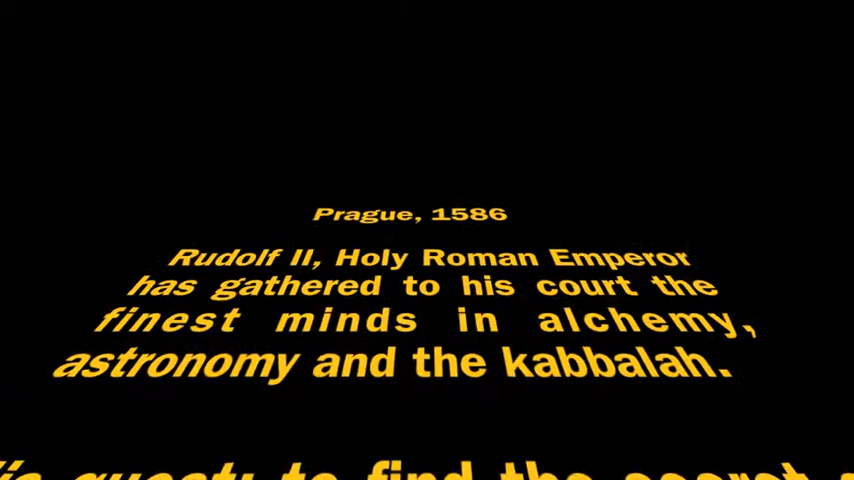 Prague, 1586
Rudolf II, Holy Roman Emperor
has gathered to his court the
finest minds in alchemy,
astronomy and the kabbalah.
quest: to find the secret